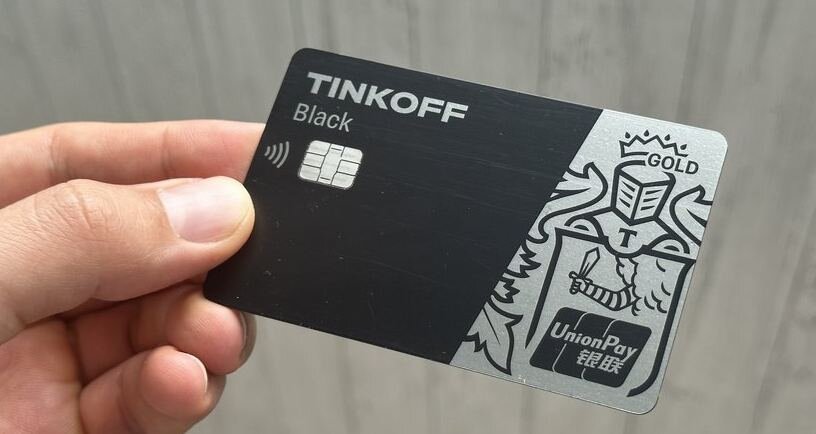 TINKOFF
Black
GOLD
T
UnionPay
银联